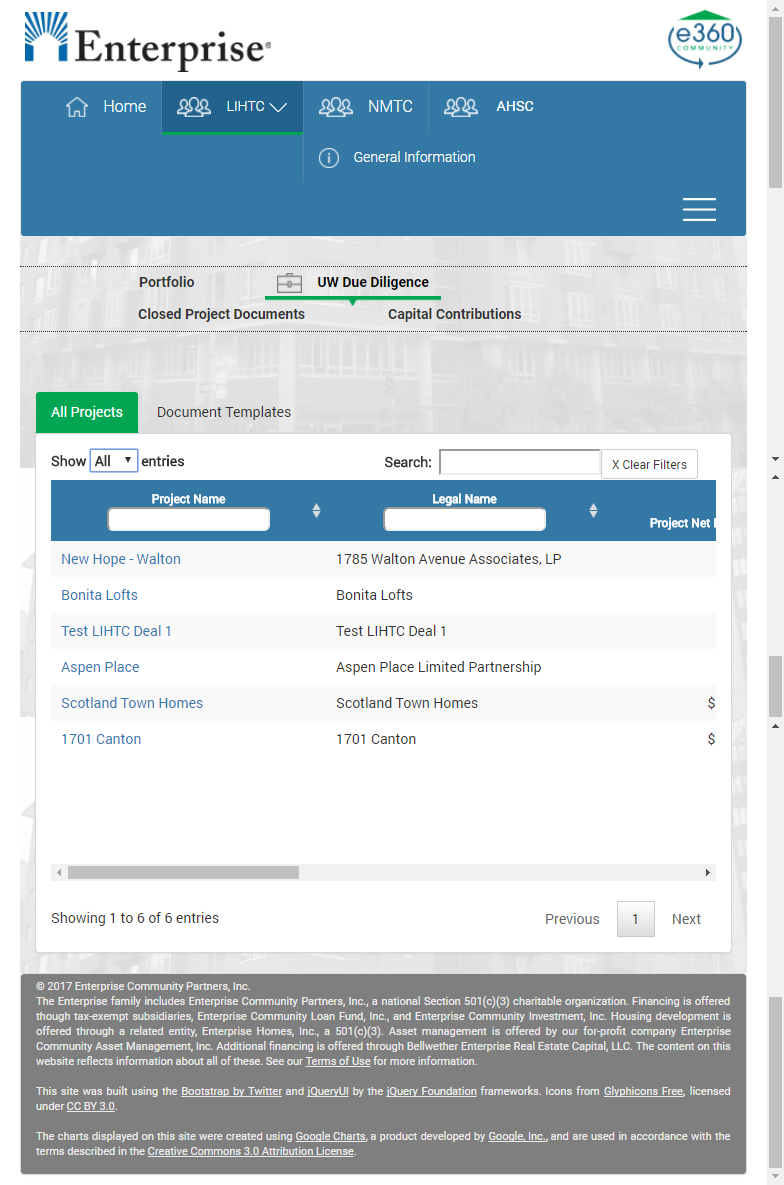 Enterprise®
e360
COMMUNITY
Home
LIHTC
NMTC
AHSC
General Information
Portfolio
UW Due Diligence
Closed Project Documents
Capital Contributions
All Projects
Document Templates
Show All entries
Search:
X Clear Filters
Project Name
Legal Name
Project Net
New Hope - Walton
1785 Walton Avenue Associates, LP
Bonita Lofts
Bonita Lofts
Test LIHTC Deal 1
Test LIHTC Deal 1
Aspen Place
Aspen Place Limited Partnership
Scotland Town Homes
Scotland Town Homes
$
1701 Canton
1701 Canton
$
Showing 1 to 6 of 6 entries
Previous
1
Next
© 2017 Enterprise Community Partners, Inc.
The Enterprise family includes Enterprise Community Partners, Inc., a national Section 501(c)(3) charitable organization. Financing is offered
though tax-exempt subsidiaries, Enterprise Community Loan Fund, Inc., and Enterprise Community Investment, Inc. Housing development is
offered through a related entity, Enterprise Homes, Inc., a 501(c)(3). Asset management is offered by our for-profit company Enterprise
Community Asset Management, Inc. Additional financing is offered through Bellwether Enterprise Real Estate Capital, LLC. The content on this
website reflects information about all of these. See our Terms of Use for more information.
This site was built using the Bootstrap by Twitter and jQueryUI by the jQuery Foundation frameworks. Icons from Glyphicons Free, licensed
under CC BY 3.0.
The charts displayed on this site were created using Google Charts, a product developed by Google, Inc., and are used in accordance with the
terms described in the Creative Commons 3.0 Attribution License.